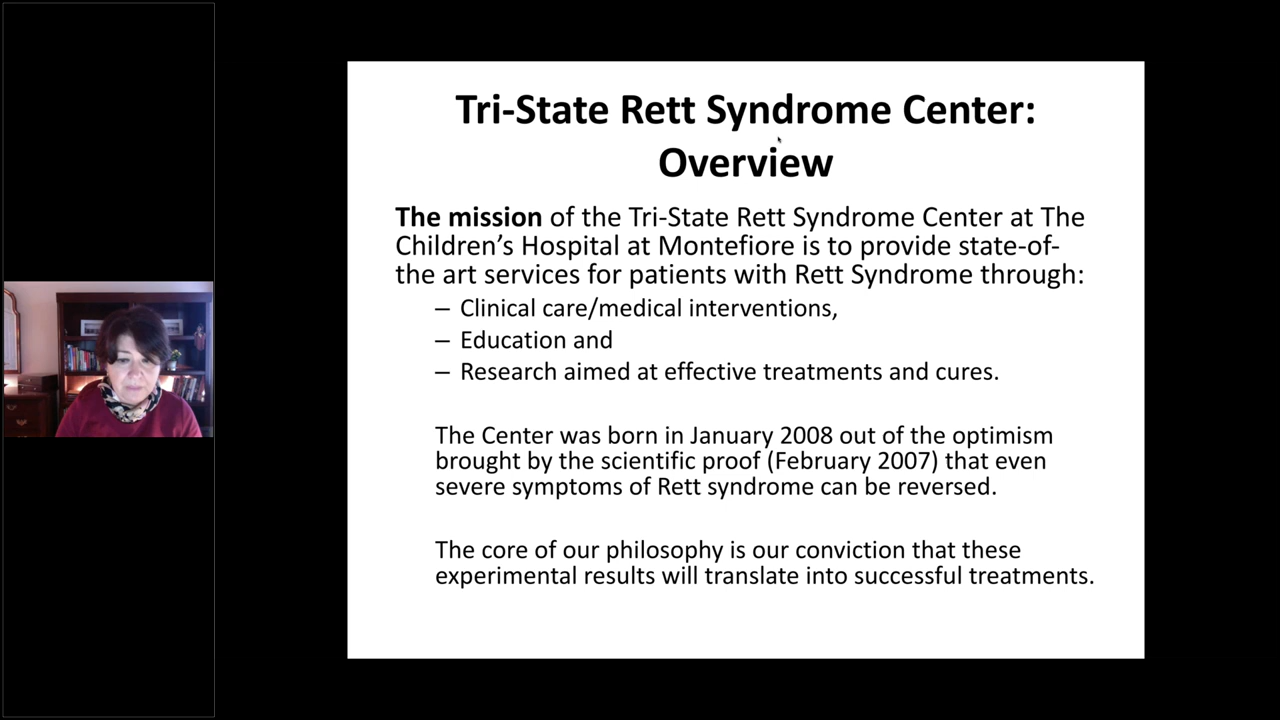 Tri-State Rett Syndrome Center:
Overview
The mission of the Tri-State Rett Syndrome Center at The
Children’s Hospital at Montefiore is to provide state-of-
the art services for patients with Rett Syndrome through:
– Clinical care/medical interventions,
– Education and
– Research aimed at effective treatments and cures.
The Center was born in January 2008 out of the optimism
brought by the scientific proof (February 2007) that even
severe symptoms of Rett syndrome can be reversed.
The core of our philosophy is our conviction that these
experimental results will translate into successful treatments.